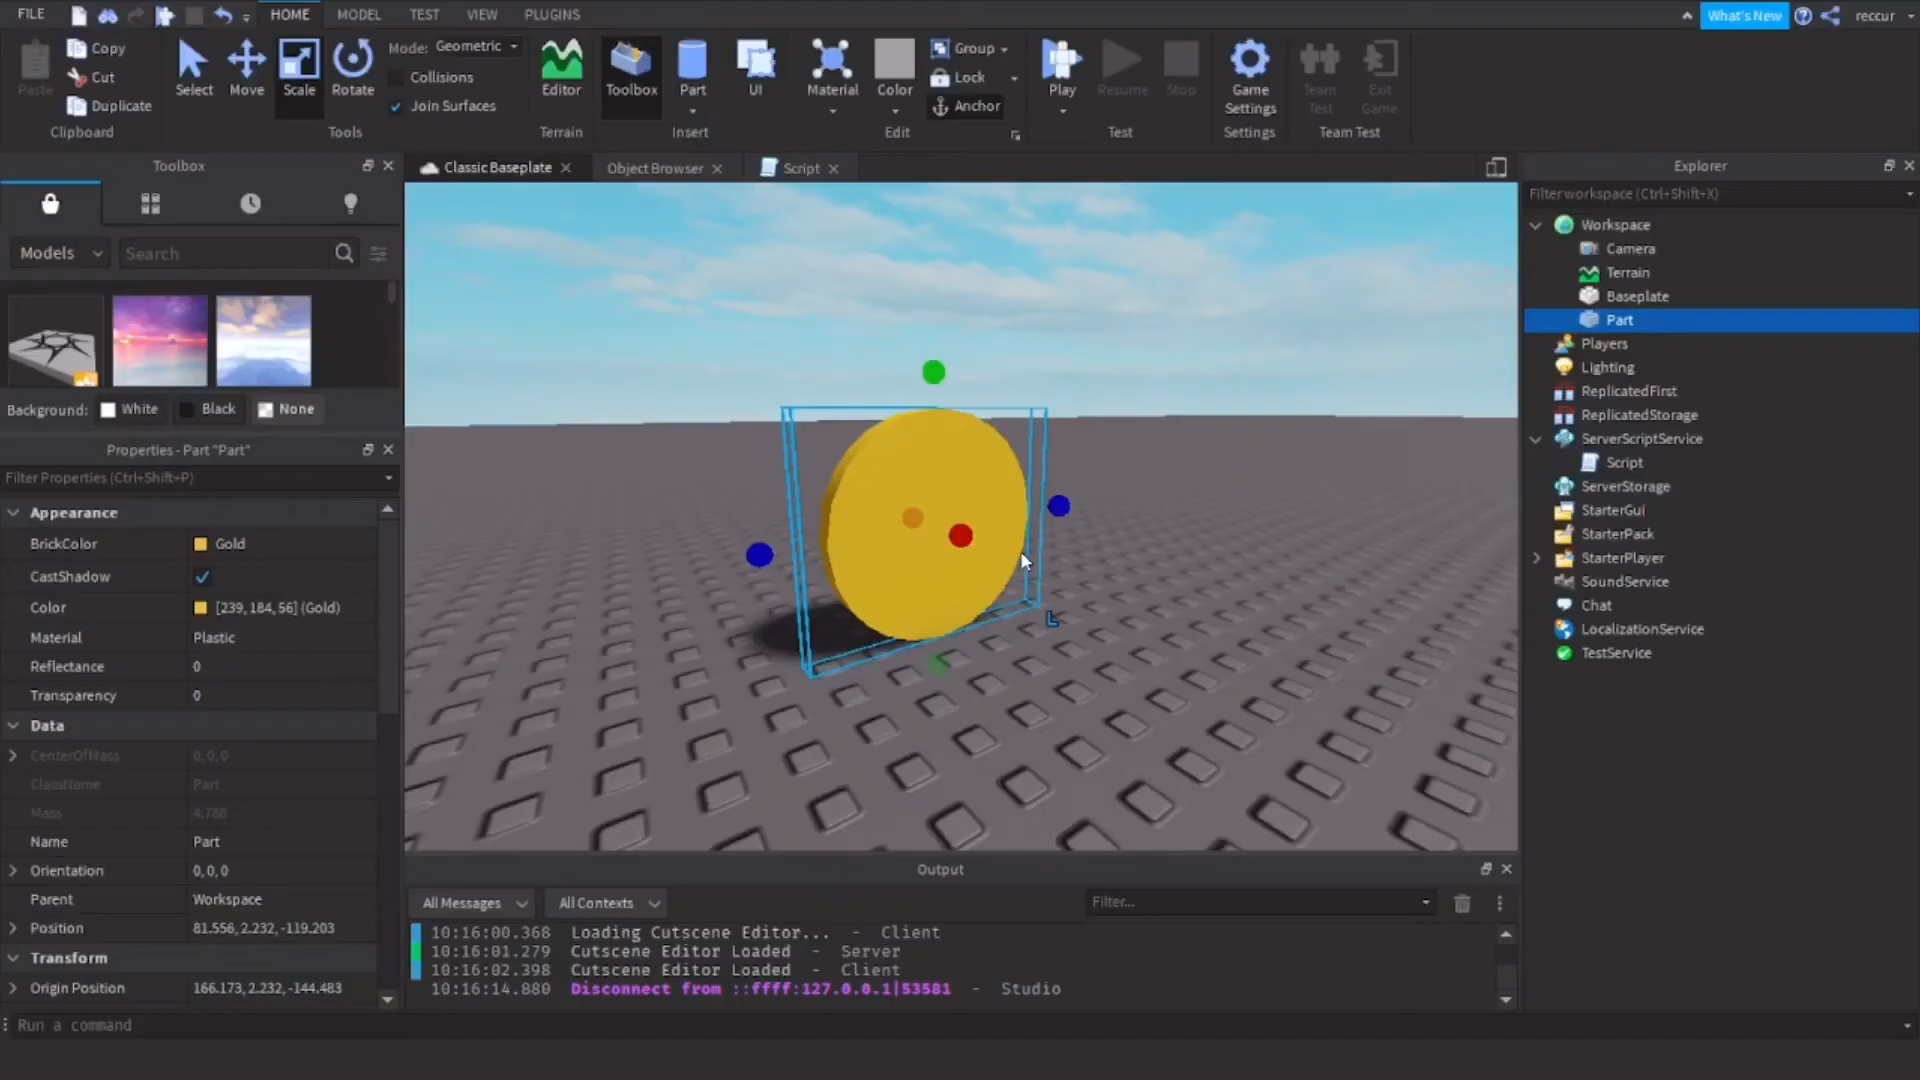 FILE
HOME
MODEL
TEST
VIEW
PLUGINS
What's New
reccur
Paste
Copy
Cut
Duplicate
Clipboard
Select
Move
Scale
Rotate
Mode: Geometric
Collisions
Join Surfaces
Tools
Editor
Terrain
Toolbox
Part
UI
Insert
Material
Color
Group
Lock
Anchor
Edit
Play
Resume
Stop
Test
Game
Settings
Settings
Team
Test
Exit
Game
Team Test
Toolbox
Models
Search
Background:
White
Black
None
Properties - Part "Part"
Filter Properties (Ctrl+Shift+P)
Appearance
BrickColor Gold
CastShadow
Color [239, 184, 56] (Gold)
Material Plastic
Reflectance 0
Transparency 0
Data
CenterOfMass 0, 0, 0
ClassName Part
Mass 4.788
Name Part
Orientation 0, 0, 0
Parent Workspace
Position 81.556, 2.232, -119.203
Transform
Origin Position 166.173, 2.232, -144.483
Classic Baseplate
Object Browser
Script
L
Output
All Messages
All Contexts
Filter...
10:16:00.368 Loading Cutscene Editor... - Client
10:16:01.279 Cutscene Editor Loaded - Server
10:16:02.398 Cutscene Editor Loaded - Client
10:16:14.880 Disconnect from ::ffff:127.0.0.1|53581 - Studio
Run a command
Explorer
Filter workspace (Ctrl+Shift+X)
Workspace
Camera
Terrain
Baseplate
Part
Players
Lighting
ReplicatedFirst
ReplicatedStorage
ServerScriptService
Script
ServerStorage
StarterGui
StarterPack
StarterPlayer
SoundService
Chat
LocalizationService
TestService